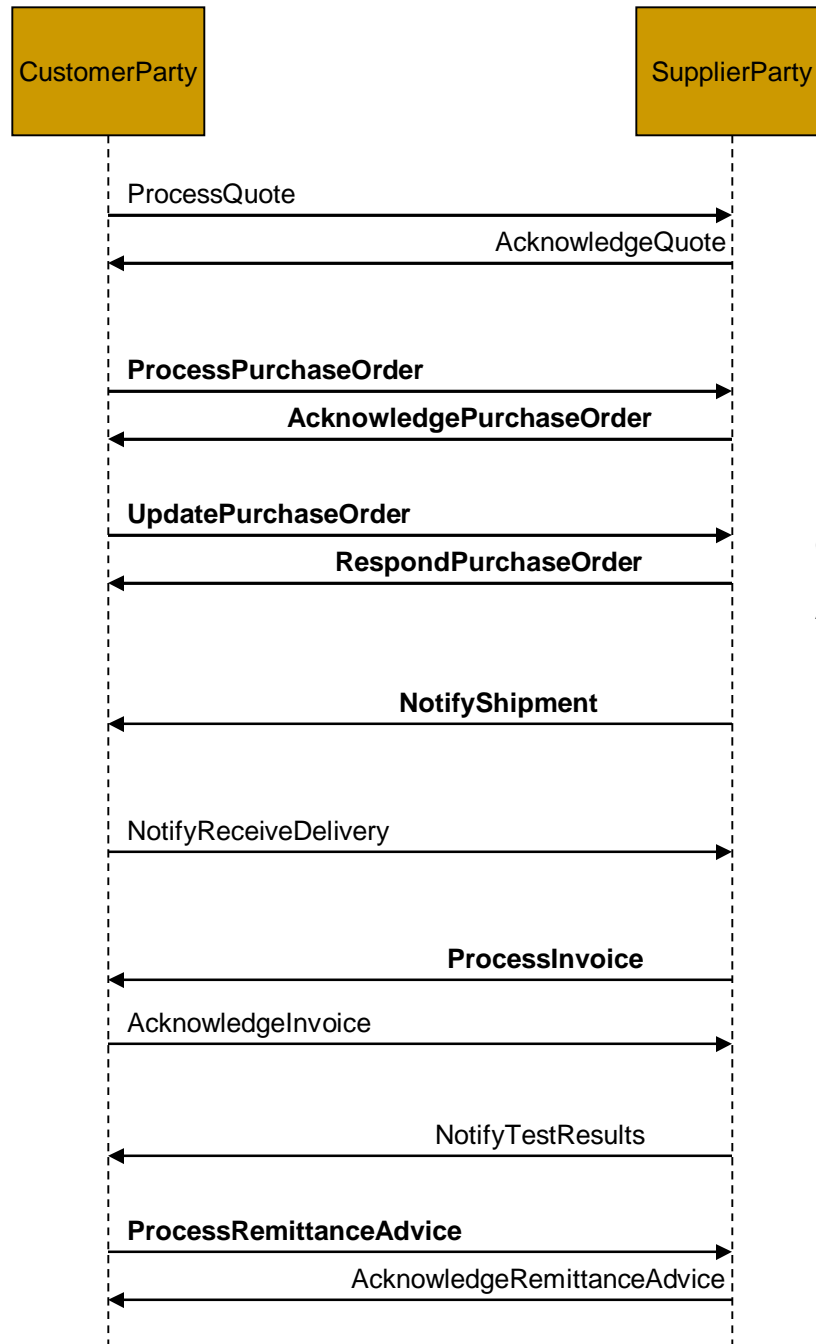 CustomerParty
SupplierParty
ProcessQuote
AcknowledgeQuote
ProcessPurchaseOrder
AcknowledgePurchaseOrder
UpdatePurchaseOrder
RespondPurchaseOrder
NotifyShipment
NotifyReceiveDelivery
ProcessInvoice
AcknowledgeInvoice
NotifyTestResults
ProcessRemittanceAdvice
AcknowledgeRemittanceAdvice